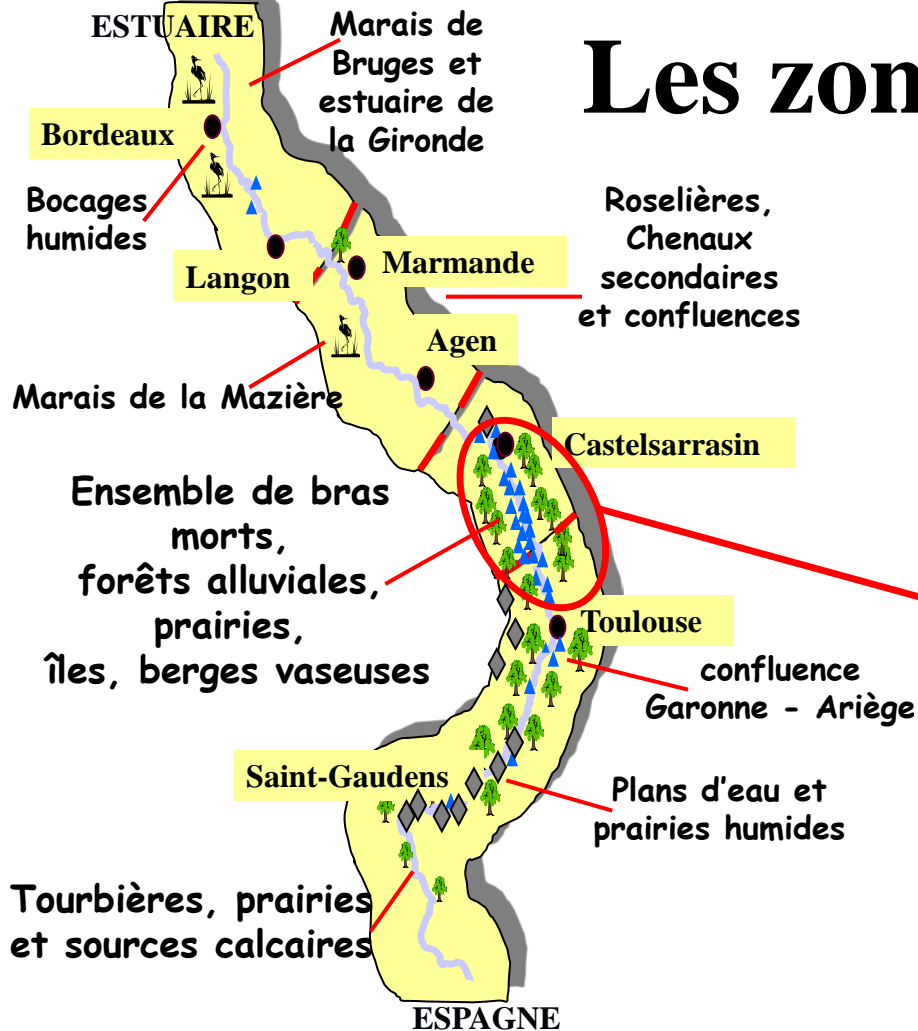 Les zon
ESTUAIRE
Marais de
Bruges et
estuaire de
la Gironde
Bordeaux
Bocages
humides
Roselières,
Chenaux
secondaires
et confluences
Langon
Marmande
Agen
Marais de la Mazière
Castelsarrasin
Ensemble de bras
morts,
forêts alluviales,
prairies,
îles, berges vaseuses
Toulouse
confluence
Garonne - Ariège
Saint-Gaudens
Plans d'eau et
prairies humides
Tourbières, prairies
et sources calcaires
ESPAGNE